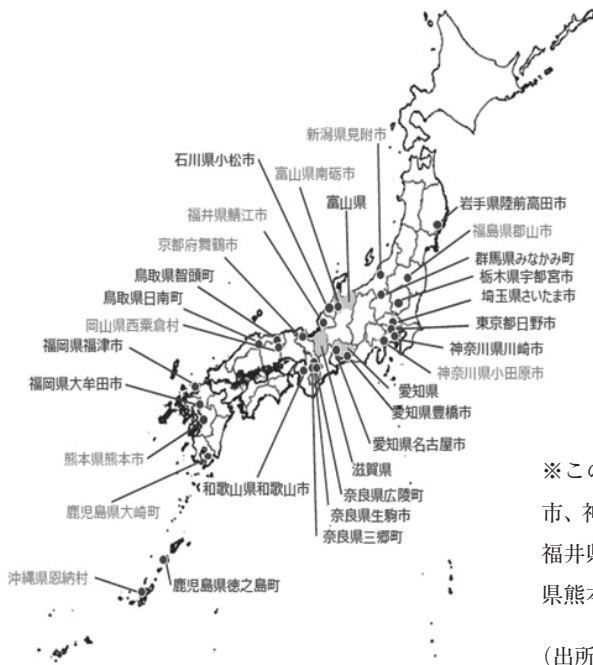 新潟県見附市
石川県小松市
富山県南砺市
富山県
岩手県陸前高田市
福井県鯖江市
福島県郡山市
京都府舞鶴市
群馬県みなかみ町
鳥取県智頭町
栃木県宇都宮市
鳥取県日南町
埼玉県さいたま市
岡山県西粟倉村
東京都日野市
福岡県福津市
神奈川県川崎市
神奈川県小田原市
福岡県大牟田市
愛知県
愛知県豊橋市
愛知県名古屋市
熊本県熊本市
滋賀県
和歌山県和歌山市
奈良県広陵町
鹿児島県大崎町
奈良県生駒市
奈良県三郷町
沖縄県恩納村
鹿児島県徳之島町
※この
市、神
福井県
県熊本
（出所